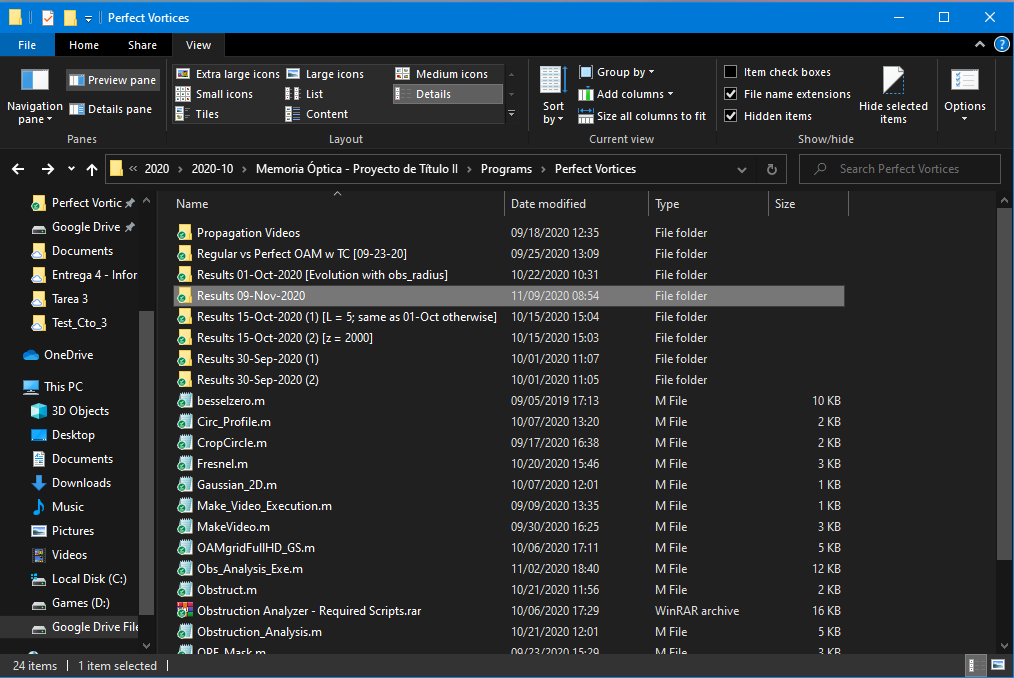 Perfect Vortices
File Home Share View
Navigation pane
Preview pane
Details pane
Panes
Extra large icons Large icons Medium icons
Small icons List Details
Tiles Content
Layout
Sort by
Group by
Add columns
Size all columns to fit
Current view
Item check boxes
File name extensions
Hidden items
Hide selected items
Show/hide
Options
« 2020 > 2020-10 > Memoria Óptica - Proyecto de Título II > Programs > Perfect Vortices
Search Perfect Vortices
Perfect Vortic
Google Drive
Documents
Entrega 4 - Infor
Tarea 3
Test_Cto_3
OneDrive
This PC
3D Objects
Desktop
Documents
Downloads
Music
Pictures
Videos
Local Disk (C:)
Games (D:)
Google Drive File
Name Date modified Type Size
Propagation Videos 09/18/2020 12:35 File folder
Regular vs Perfect OAM w TC [09-23-20] 09/25/2020 13:09 File folder
Results 01-Oct-2020 [Evolution with obs_radius] 10/22/2020 10:31 File folder
Results 09-Nov-2020 11/09/2020 08:54 File folder
Results 15-Oct-2020 (1) [L = 5; same as 01-Oct otherwise] 10/15/2020 15:04 File folder
Results 15-Oct-2020 (2) [z = 2000] 10/15/2020 15:03 File folder
Results 30-Sep-2020 (1) 10/01/2020 11:07 File folder
Results 30-Sep-2020 (2) 10/01/2020 11:05 File folder
besselzero.m 09/05/2019 17:13 M File 10 KB
Circ_Profile.m 10/07/2020 13:20 M File 2 KB
CropCircle.m 09/17/2020 16:38 M File 2 KB
Fresnel.m 10/20/2020 15:46 M File 3 KB
Gaussian_2D.m 10/07/2020 12:01 M File 1 KB
Make_Video_Execution.m 09/09/2020 13:35 M File 1 KB
MakeVideo.m 09/30/2020 16:25 M File 3 KB
OAMgridFullHD_GS.m 10/06/2020 17:11 M File 5 KB
Obs_Analysis_Exe.m 11/02/2020 18:40 M File 12 KB
Obstruct.m 10/21/2020 11:56 M File 2 KB
Obstruction Analyzer - Required Scripts.rar 10/06/2020 17:29 WinRAR archive 16 KB
Obstruction_Analysis.m 10/21/2020 12:01 M File 5 KB
09/23/2020 15:29 M File 3 KB
24 items 1 item selected